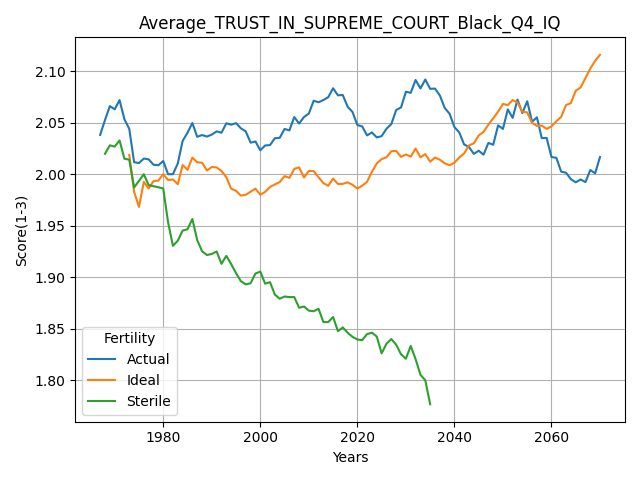 Average_TRUST_IN_SUPREME_COURT_Black_Q4_IQ
2.10
2.05
2.00
1.95
1.90
1.85
1.80
Score(1-3)
Fertility
Actual
Ideal
Sterile
1980 2000 2020 2040 2060
Years